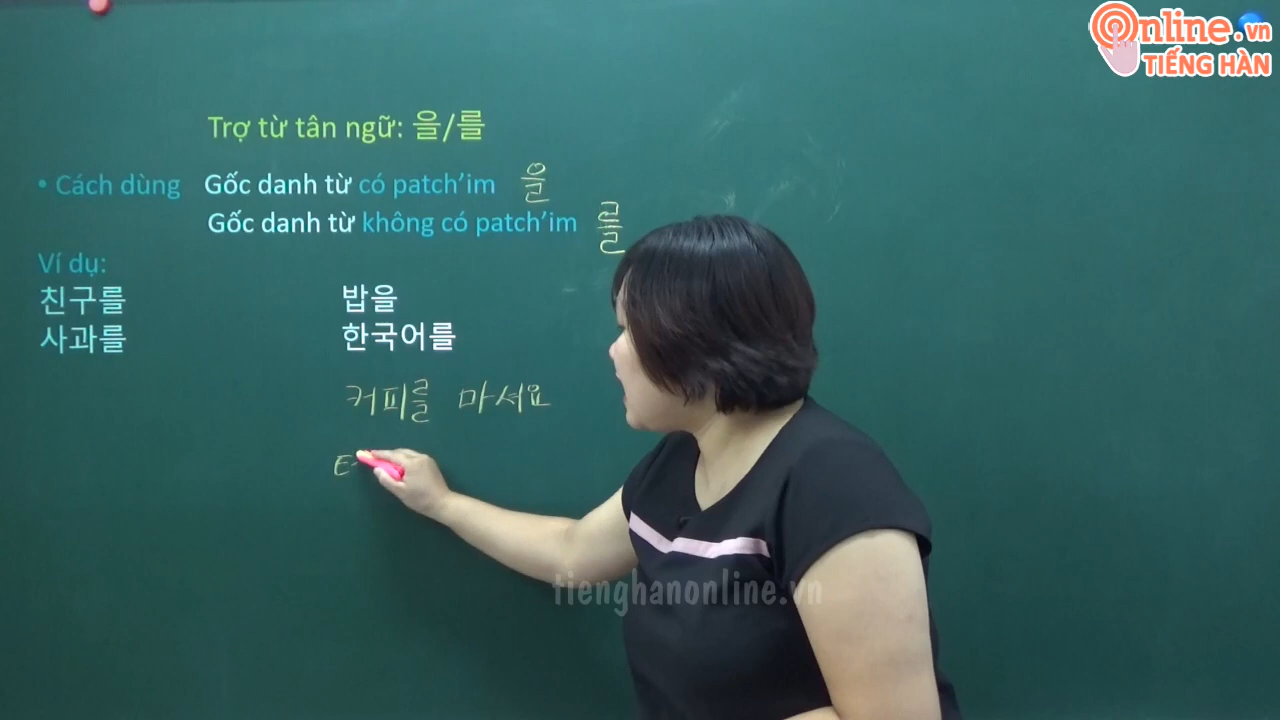 Online.vn
TIẾNG HÀN
Trợ từ tân ngữ: 을/를
• Cách dùng Gốc danh từ có patch’im 을
Gốc danh từ không có patch’im 를
Ví dụ:
친구를 밥을
사과를 한국어를
커피를 마셔요
tienghanonline.vn